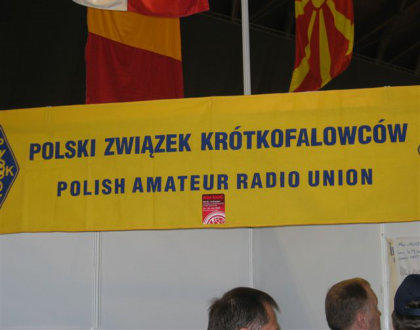 POLSKI ZWIĄZEK KRÓTKOFALOWCÓW
POLISH AMATEUR RADIO UNION